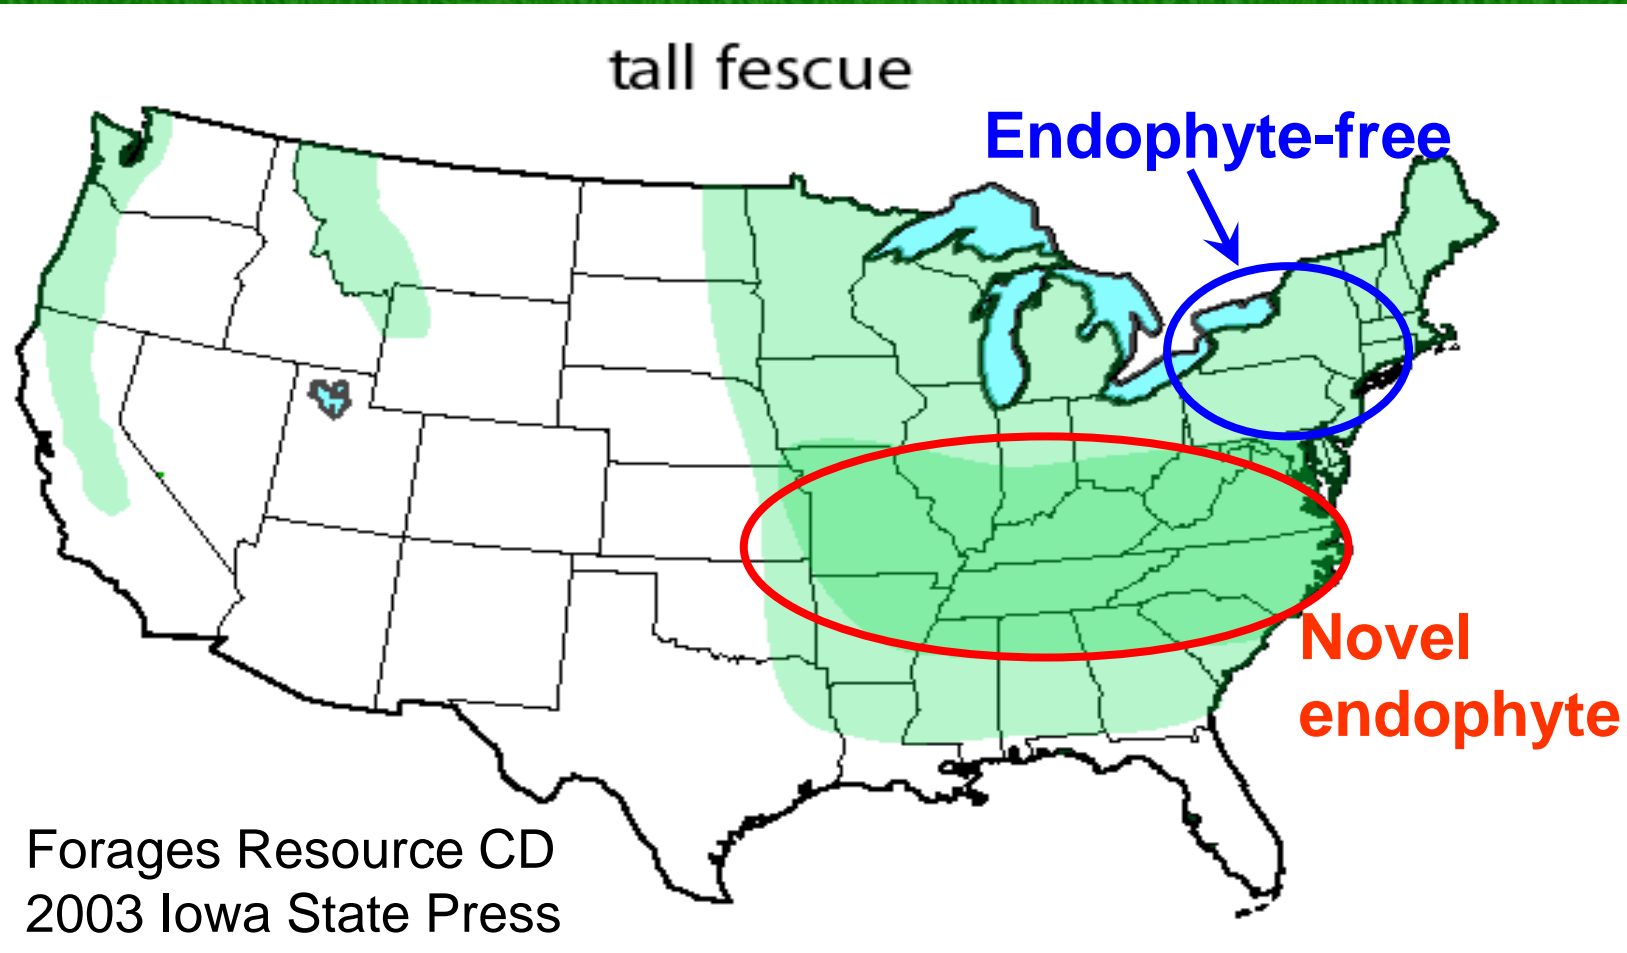 tall fescue
Endophyte-free
Novel
endophyte
Forages Resource CD
2003 Iowa State Press